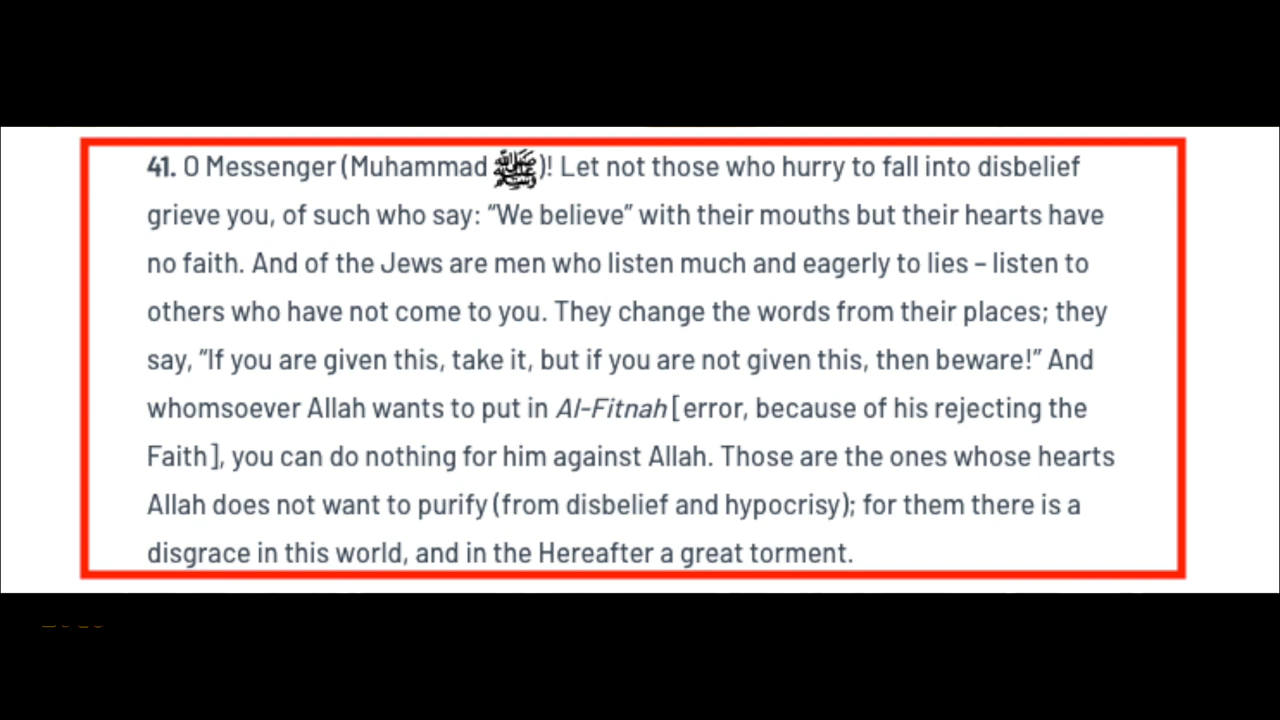 41. O Messenger (Muhammad ﷺ)! Let not those who hurry to fall into disbelief
grieve you, of such who say: “We believe” with their mouths but their hearts have
no faith. And of the Jews are men who listen much and eagerly to lies – listen to
others who have not come to you. They change the words from their places; they
say, “If you are given this, take it, but if you are not given this, then beware!” And
whomsoever Allah wants to put in Al-Fitnah [error, because of his rejecting the
Faith], you can do nothing for him against Allah. Those are the ones whose hearts
Allah does not want to purify (from disbelief and hypocrisy); for them there is a
disgrace in this world, and in the Hereafter a great torment.